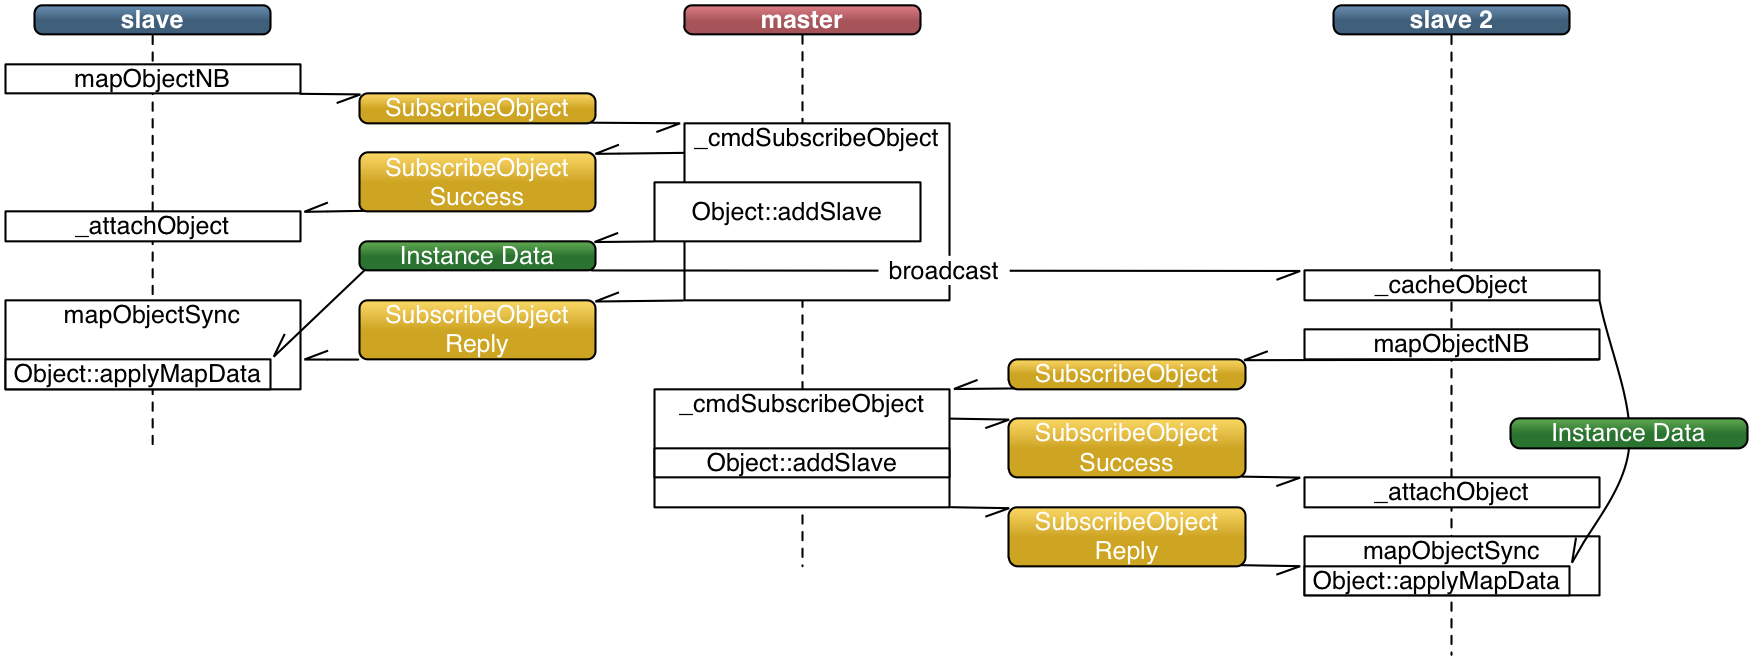 slave
master
slave 2
mapObjectNB
SubscribeObject
_cmdSubscribeObject
SubscribeObject
Success
Object::addSlave
_attachObject
Instance Data
broadcast
_cacheObject
mapObjectSync
SubscribeObject
Reply
Object::applyMapData
mapObjectNB
SubscribeObject
_cmdSubscribeObject
SubscribeObject
Success
Instance Data
Object::addSlave
_attachObject
SubscribeObject
Reply
mapObjectSync
Object::applyMapData